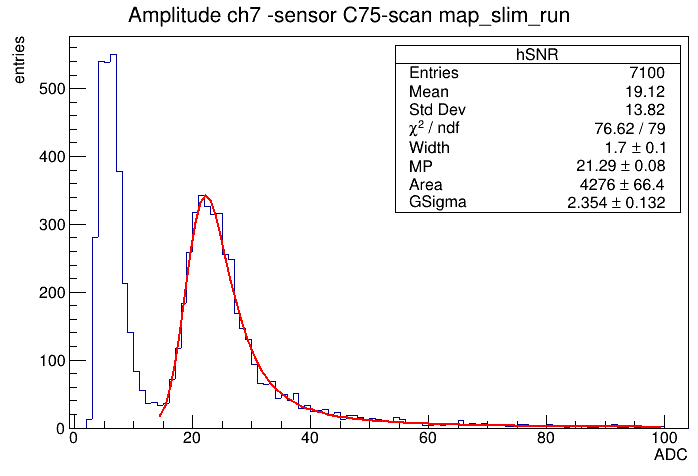 Amplitude ch7 -sensor C75-scan map_slim_run
entries
hSNR
Entries 7100
Mean 19.12
Std Dev 13.82
χ² / ndf 76.62 / 79
Width 1.7 ± 0.1
MP 21.29 ± 0.08
Area 4276 ± 66.4
GSigma 2.354 ± 0.132
500
400
300
200
100
0
0 20 40 60 80 100
ADC